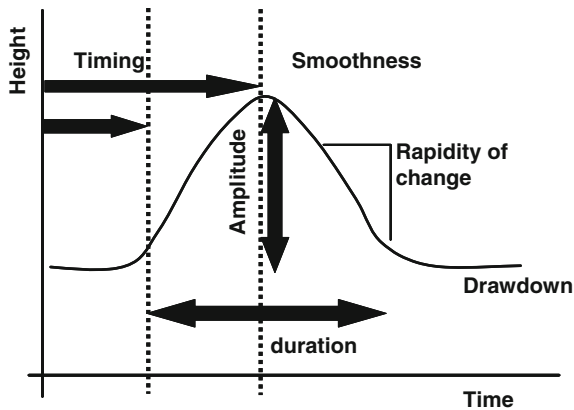 Height
Timing
Smoothness
Amplitude
Rapidity of
change
Drawdown
duration
Time